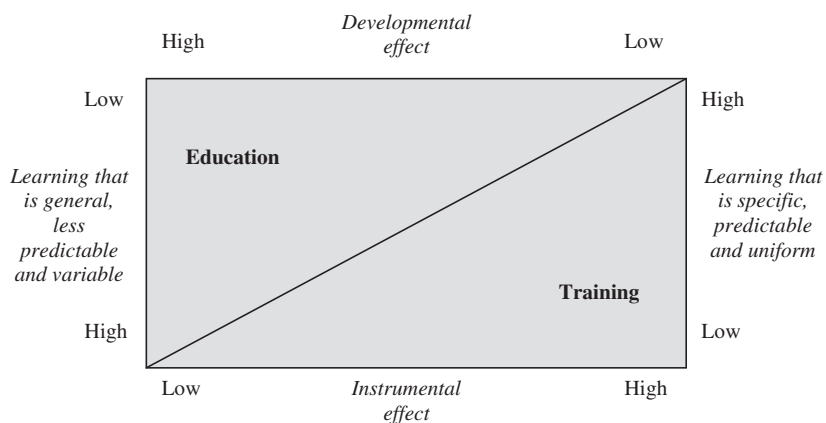 Developmental
effect
High
Low
Low
High
Education
Learning that
is general,
less
predictable
and variable
Learning that
is specific,
predictable
and uniform
Training
High
Low
Low
Instrumental
effect
High